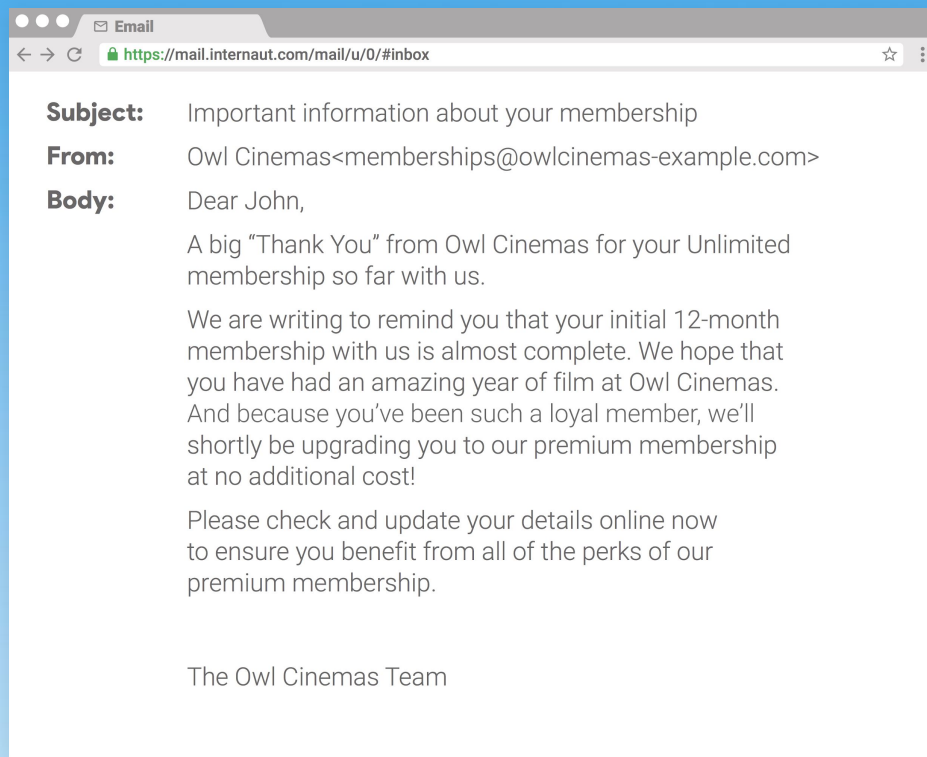 Email
https://mail.internaut.com/mail/u/0/#inbox
Subject: Important information about your membership
From: Owl Cinemas<memberships@owlcinemas-example.com>
Body: Dear John,
A big “Thank You” from Owl Cinemas for your Unlimited
membership so far with us.
We are writing to remind you that your initial 12-month
membership with us is almost complete. We hope that
you have had an amazing year of film at Owl Cinemas.
And because you’ve been such a loyal member, we’ll
shortly be upgrading you to our premium membership
at no additional cost!
Please check and update your details online now
to ensure you benefit from all of the perks of our
premium membership.
The Owl Cinemas Team